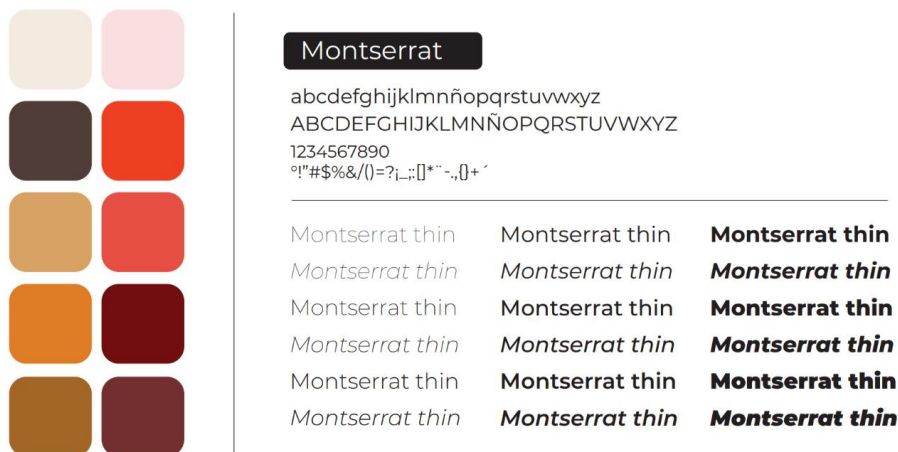 Montserrat
abcdefghijklmnñopqrstuvwxyz
ABCDEFGHIJKLMNÑOPQRSTUVWXYZ
1234567890
°!”#$%&/()=?¡_;:[]*¨-.,{}+´
Montserrat thin Montserrat thin Montserrat thin
Montserrat thin Montserrat thin Montserrat thin
Montserrat thin Montserrat thin Montserrat thin
Montserrat thin Montserrat thin Montserrat thin
Montserrat thin Montserrat thin Montserrat thin
Montserrat thin Montserrat thin Montserrat thin